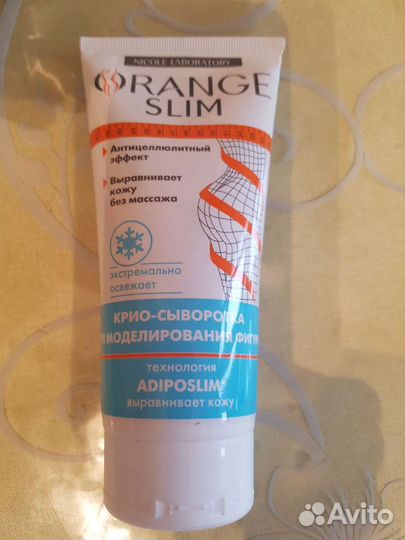 NICOLE LABORATORY
ORANGE
SLIM
Антицеллюлитный
эффект
Выравнивает
кожу
без массажа
экстремально
освежает
КРИО-СЫВОРОТКА
МОДЕЛИРОВАНИЯ ФИГУ
технология
ADIPOSLIM
выравнивает кожу
Avito